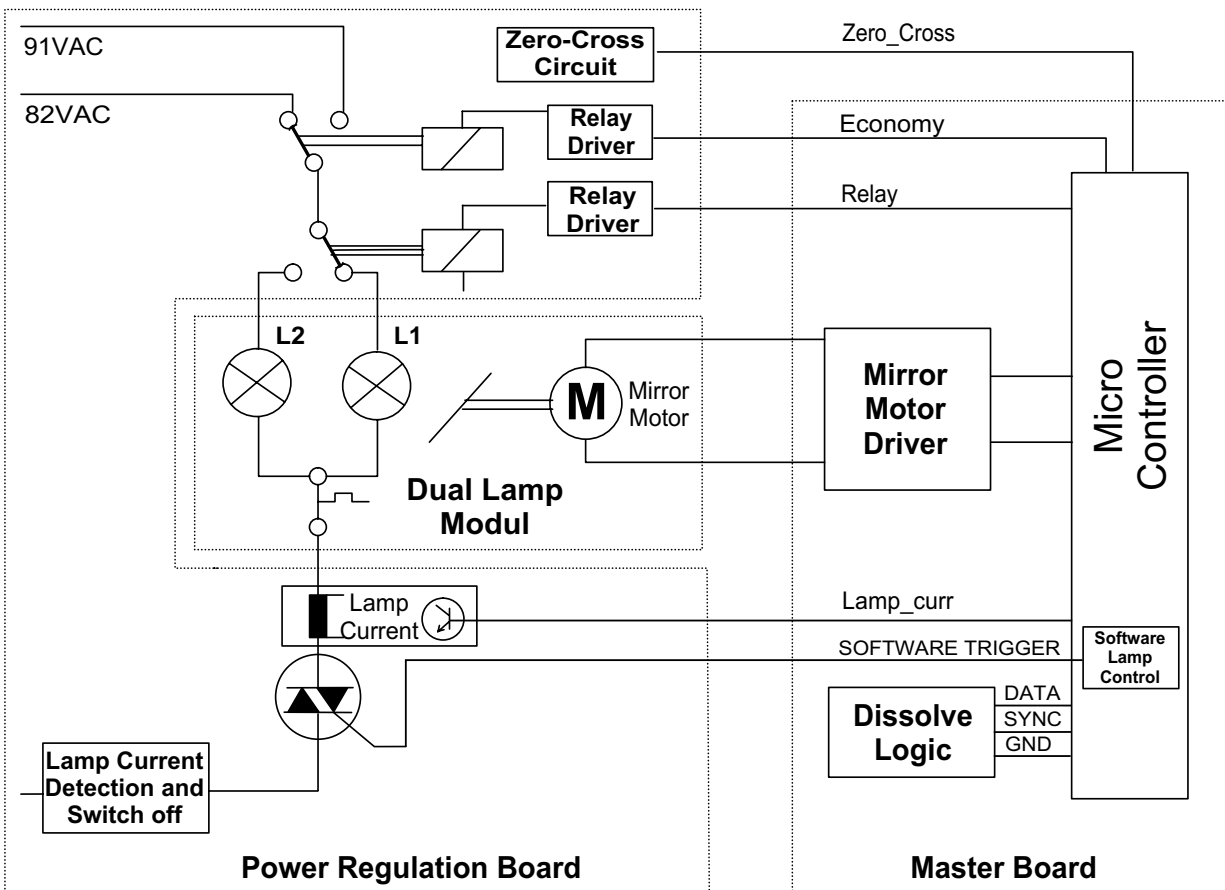 91VAC
82VAC
Zero-Cross
Circuit
Zero_Cross
Relay
Driver
Economy
Relay
Driver
Relay
L2
L1
M
Mirror
Motor
Mirror
Motor
Driver
Micro
Controller
Dual Lamp
Modul
Lamp
Current
Lamp_curr
SOFTWARE TRIGGER
Software
Lamp
Control
Dissolve
Logic
DATA
SYNC
GND
Lamp Current
Detection and
Switch off
Power Regulation Board
Master Board